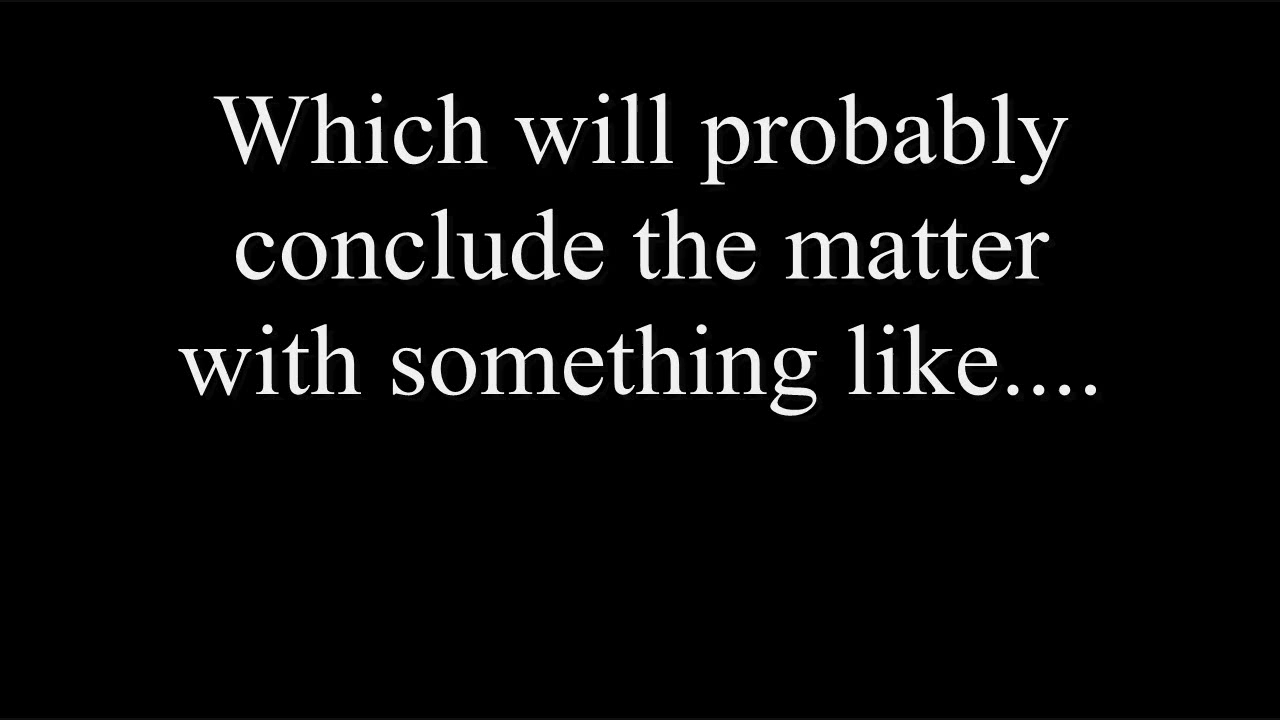 Which will probably
conclude the matter
with something like....